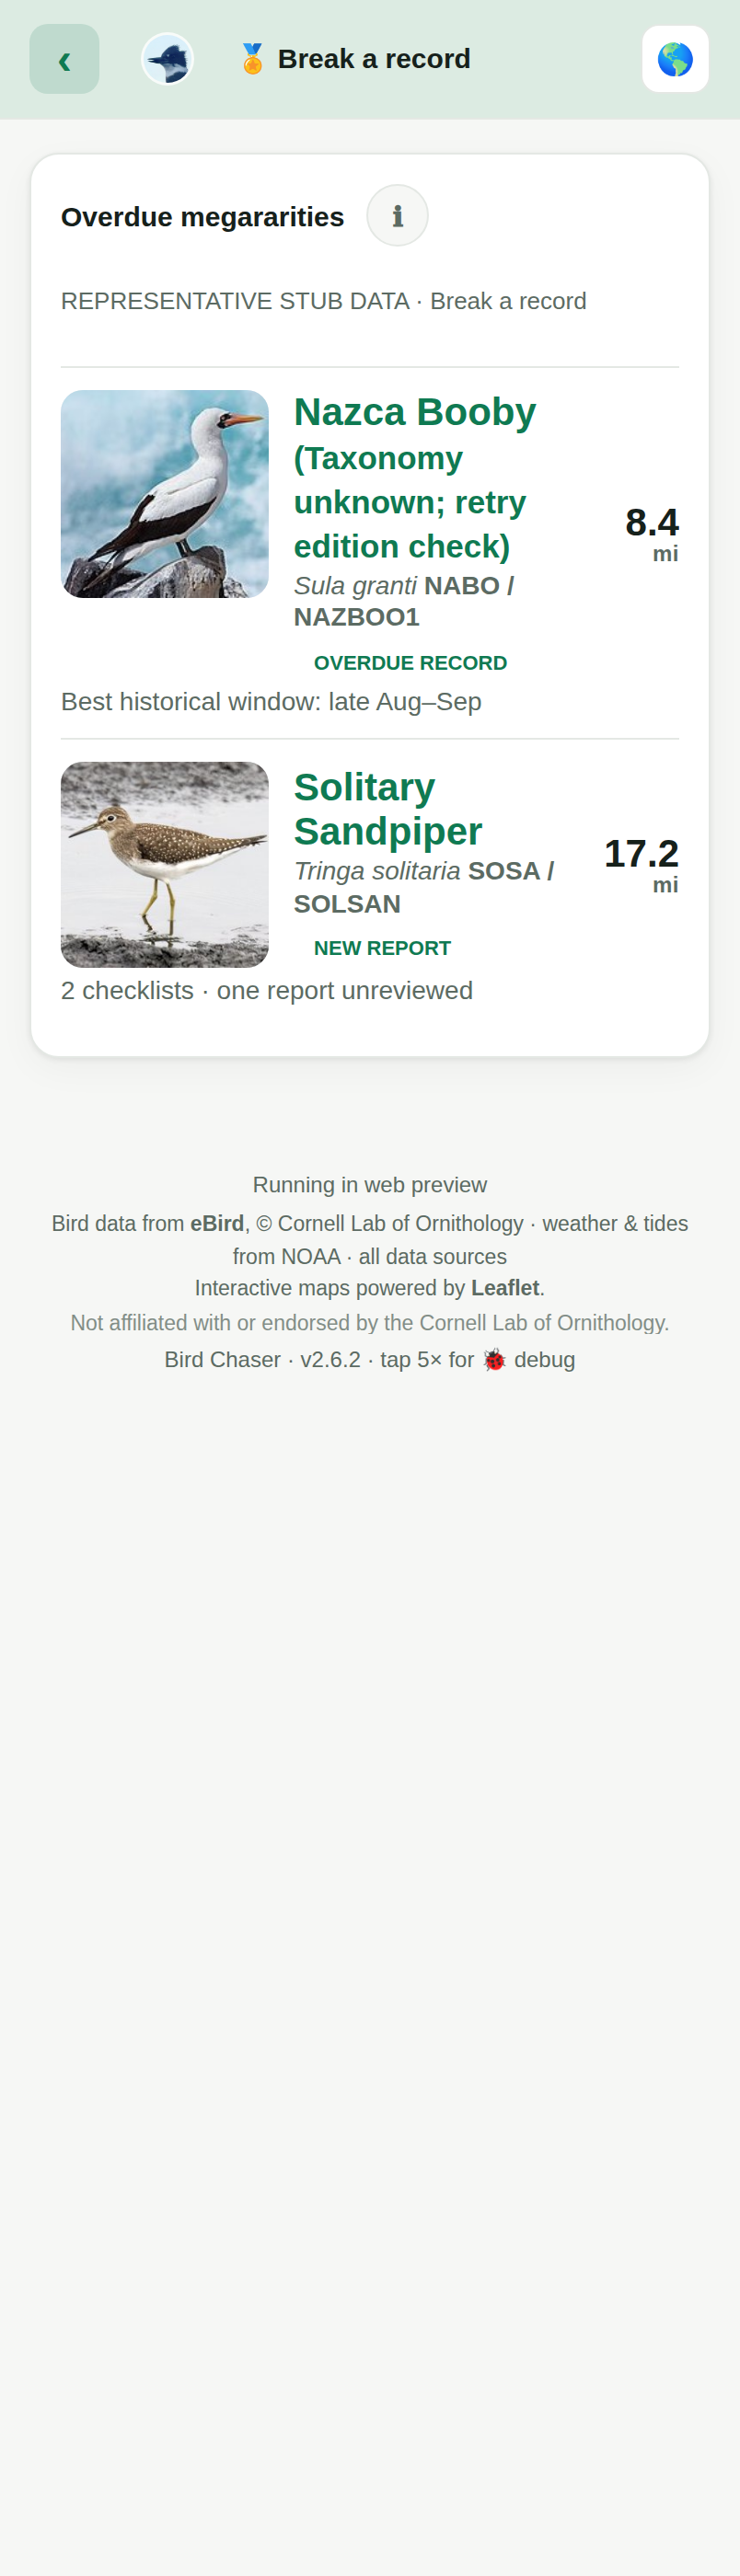 ‹
🏅 Break a record
🌎
Overdue megararities
ℹ
REPRESENTATIVE STUB DATA · Break a record
Nazca Booby
(Taxonomy
unknown; retry
edition check)
Sula granti NABO /
NAZBOO1
8.4
mi
OVERDUE RECORD
Best historical window: late Aug–Sep
Solitary
Sandpiper
Tringa solitaria SOSA /
SOLSAN
17.2
mi
NEW REPORT
2 checklists · one report unreviewed
Running in web preview
Bird data from eBird, © Cornell Lab of Ornithology · weather & tides
from NOAA · all data sources
Interactive maps powered by Leaflet.
Not affiliated with or endorsed by the Cornell Lab of Ornithology.
Bird Chaser · v2.6.2 · tap 5× for 🐞 debug